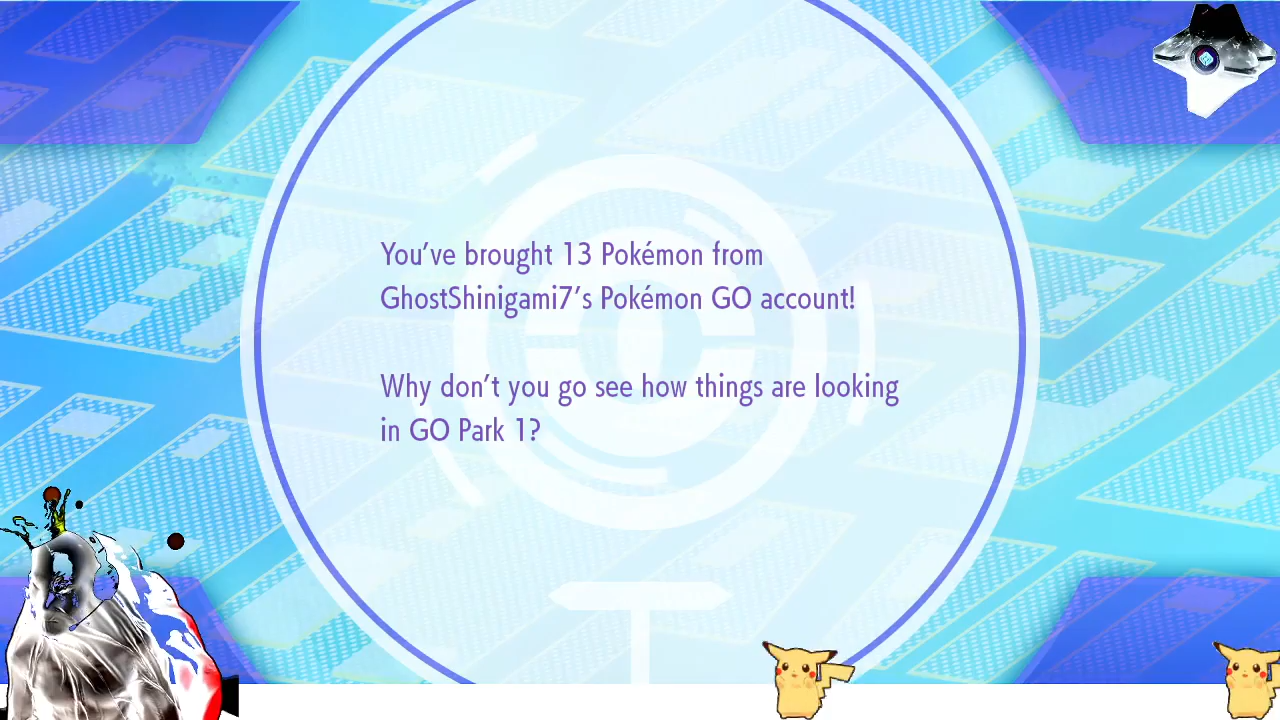 You’ve brought 13 Pokémon from
GhostShinigami7’s Pokémon GO account!
Why don’t you go see how things are looking
in GO Park 1?